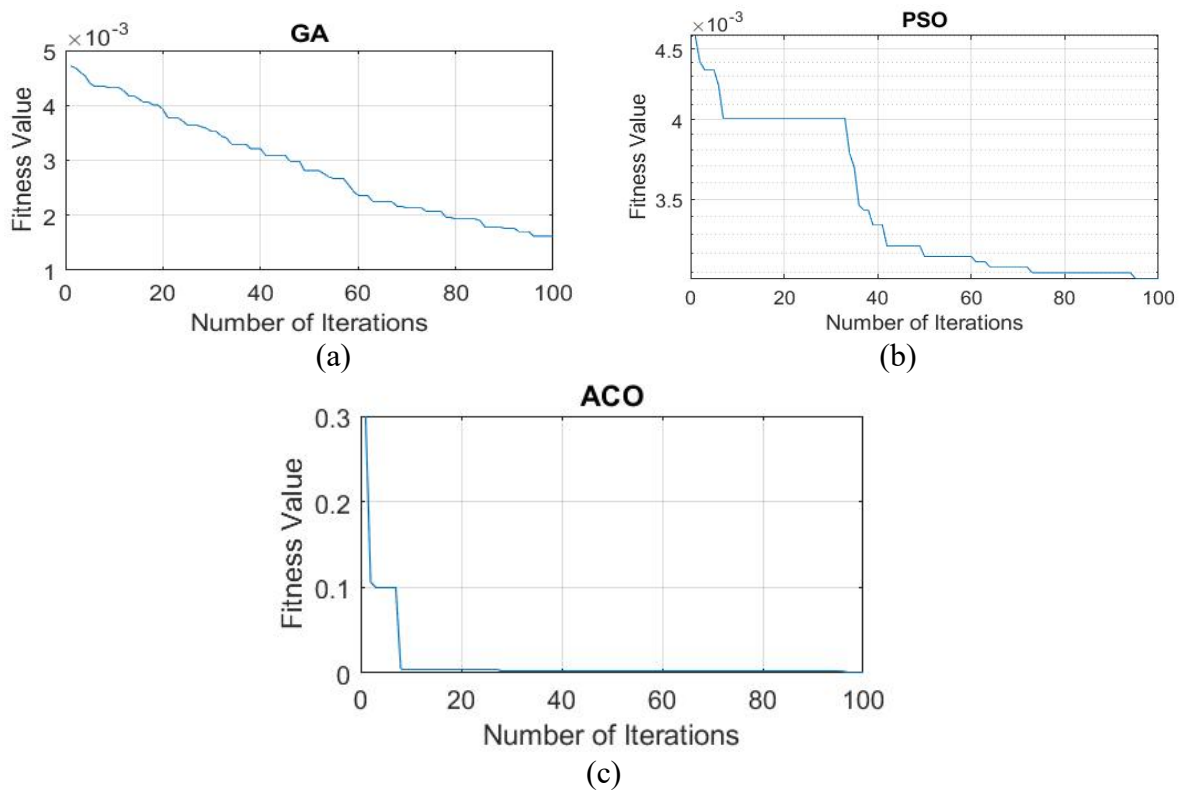 GA
×10⁻³
5
4
3
2
1
Fitness Value
0 20 40 60 80 100
Number of Iterations
(a)
PSO
×10⁻³
4.5
4
3.5
Fitness Value
0 20 40 60 80 100
Number of Iterations
(b)
ACO
0.3
0.2
0.1
0
Fitness Value
0 20 40 60 80 100
Number of Iterations
(c)